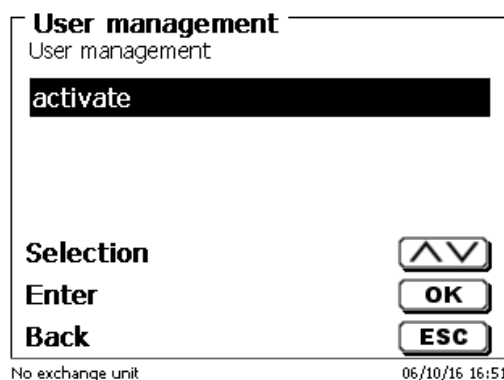 User management
User management
activate
Selection
Enter OK
Back ESC
No exchange unit 06/10/16 16:51